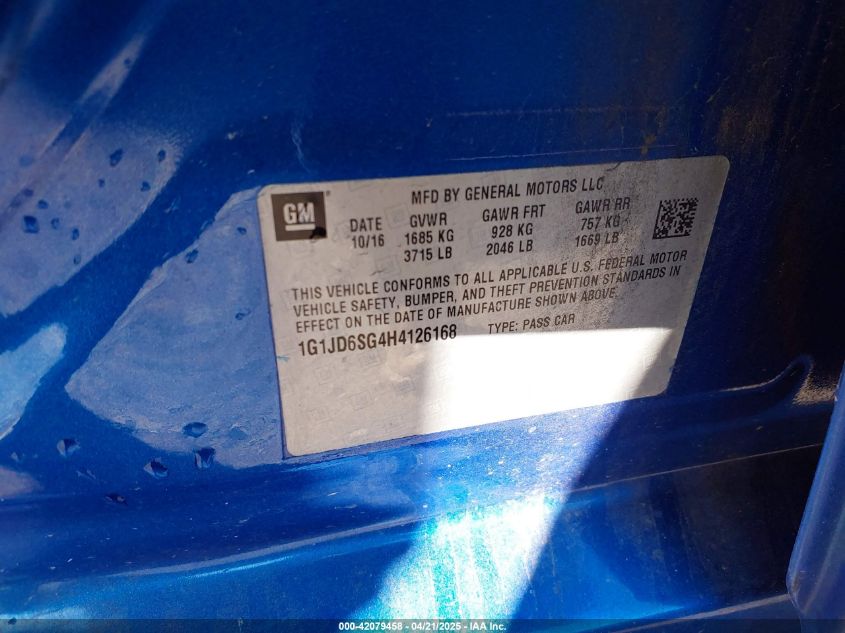 GM
MFD BY GENERAL MOTORS LLC
DATE GVWR GAWR FRT GAWR RR
10/16 1685 KG 928 KG 757 KG
3715 LB 2046 LB 1669 LB
THIS VEHICLE CONFORMS TO ALL APPLICABLE U.S. FEDERAL MOTOR
VEHICLE SAFETY, BUMPER, AND THEFT PREVENTION STANDARDS IN
EFFECT ON THE DATE OF MANUFACTURE SHOWN ABOVE.
1G1JD6SG4H4126168 TYPE: PASS CAR
000-42079458 - 04/21/2025 - IAA Inc.